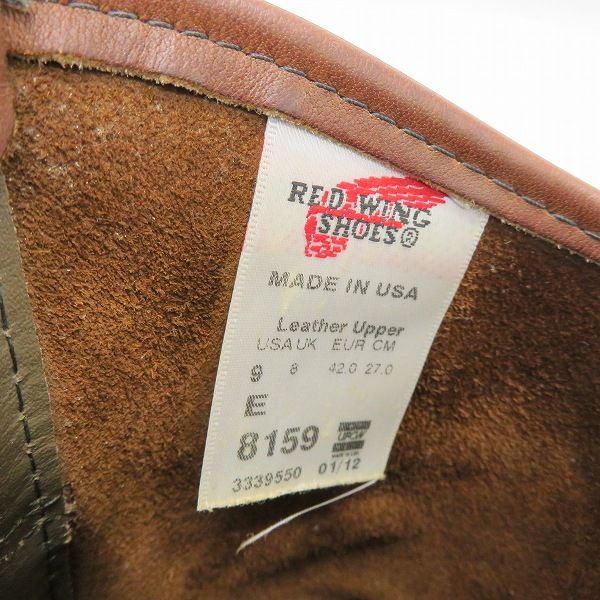 RED WING
SHOES®
MADE IN USA
Leather Upper
USA UK EUR CM
9 8 42.0 27.0
E
8159
3339550 01/12